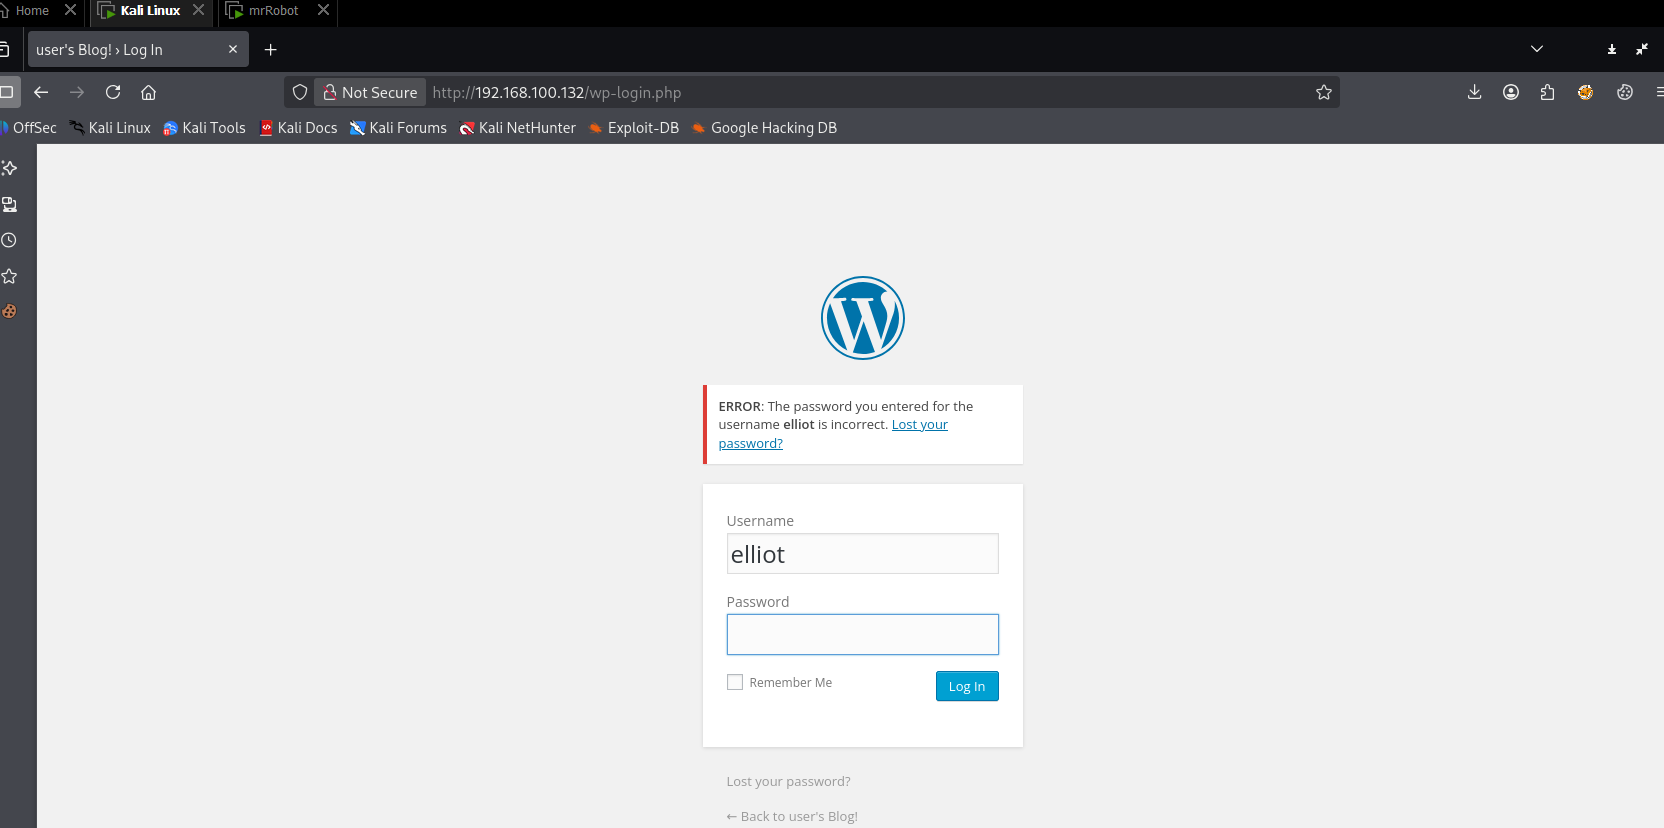 Home
Kali Linux
mrRobot
user's Blog! › Log In
Not Secure
http://192.168.100.132/wp-login.php
OffSec
Kali Linux
Kali Tools
Kali Docs
Kali Forums
Kali NetHunter
Exploit-DB
Google Hacking DB
ERROR: The password you entered for the
username elliot is incorrect. Lost your
password?
Username
elliot
Password
Remember Me
Log In
Lost your password?
← Back to user's Blog!